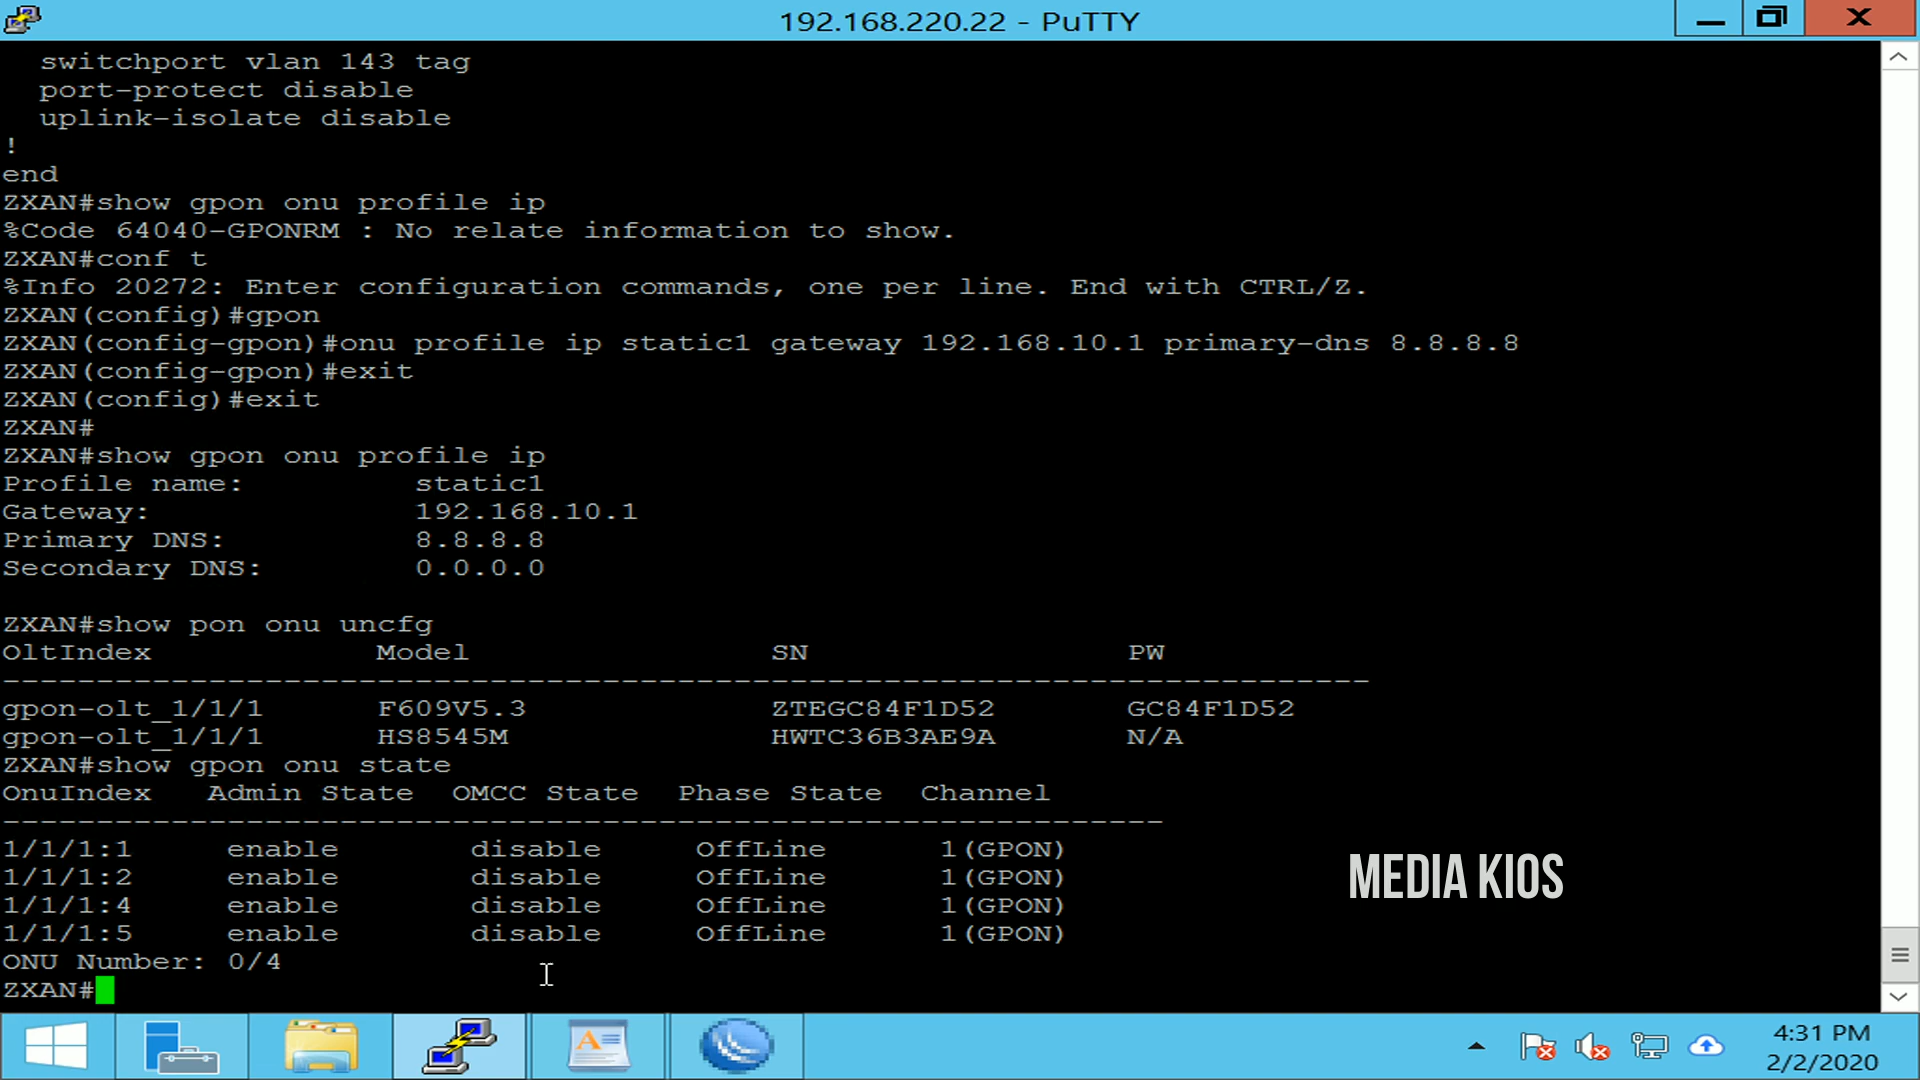 192.168.220.22 - PuTTY
switchport vlan 143 tag
port-protect disable
uplink-isolate disable
!
end
ZXAN#show gpon onu profile ip
%Code 64040-GPONRM : No relate information to show.
ZXAN#conf t
%Info 20272: Enter configuration commands, one per line. End with CTRL/Z.
ZXAN(config)#gpon
ZXAN(config-gpon)#onu profile ip static1 gateway 192.168.10.1 primary-dns 8.8.8.8
ZXAN(config-gpon)#exit
ZXAN(config)#exit
ZXAN#
ZXAN#show gpon onu profile ip
Profile name: static1
Gateway: 192.168.10.1
Primary DNS: 8.8.8.8
Secondary DNS: 0.0.0.0
ZXAN#show pon onu uncfg
OltIndex Model SN PW
-------------------------------------------------------------------------
gpon-olt_1/1/1 F609V5.3 ZTEGC84F1D52 GC84F1D52
gpon-olt_1/1/1 HS8545M HWTC36B3AE9A N/A
ZXAN#show gpon onu state
OnuIndex Admin State OMCC State Phase State Channel
--------------------------------------------------------------
1/1/1:1 enable disable OffLine 1(GPON)
1/1/1:2 enable disable OffLine 1(GPON)
1/1/1:4 enable disable OffLine 1(GPON)
1/1/1:5 enable disable OffLine 1(GPON)
ONU Number: 0/4
ZXAN#
MEDIA KIOS
4:31 PM
2/2/2020